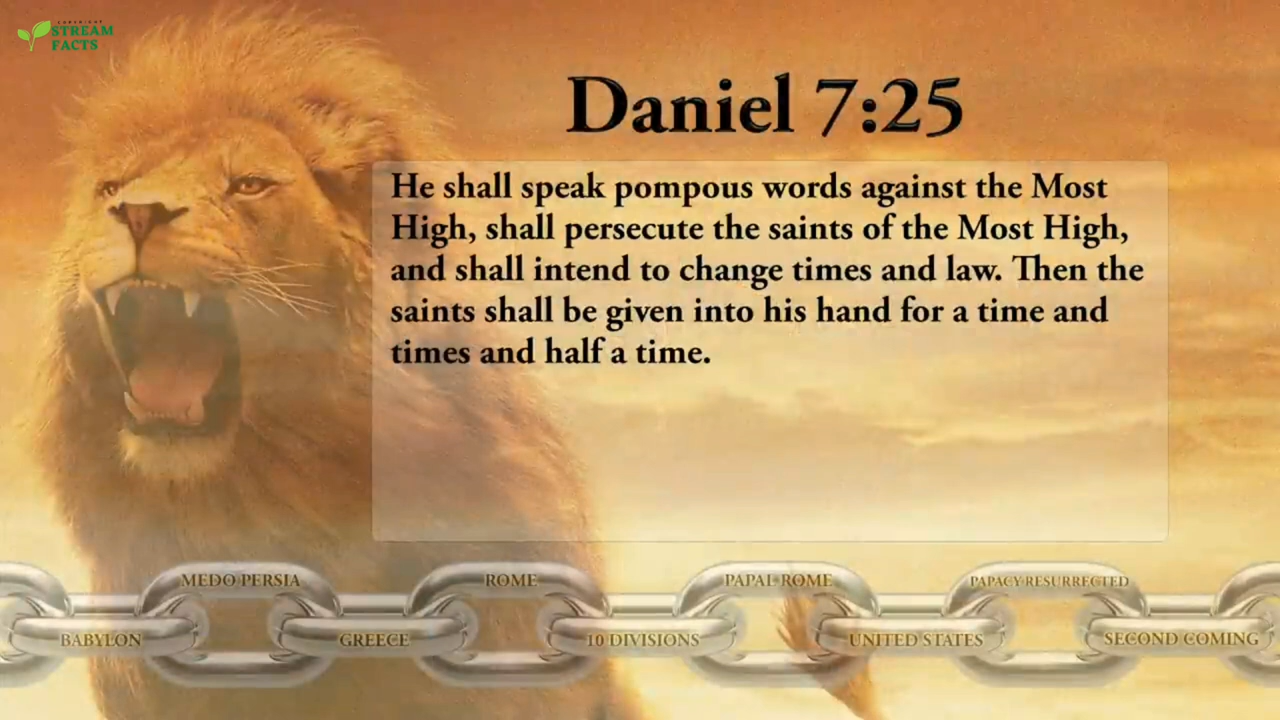 COPYRIGHT
STREAM
FACTS
Daniel 7:25
He shall speak pompous words against the Most
High, shall persecute the saints of the Most High,
and shall intend to change times and law. Then the
saints shall be given into his hand for a time and
times and half a time.
MEDO PERSIA
ROME
PAPAL ROME
PAPACY RESURRECTED
BABYLON
GREECE
10 DIVISIONS
UNITED STATES
SECOND COMING